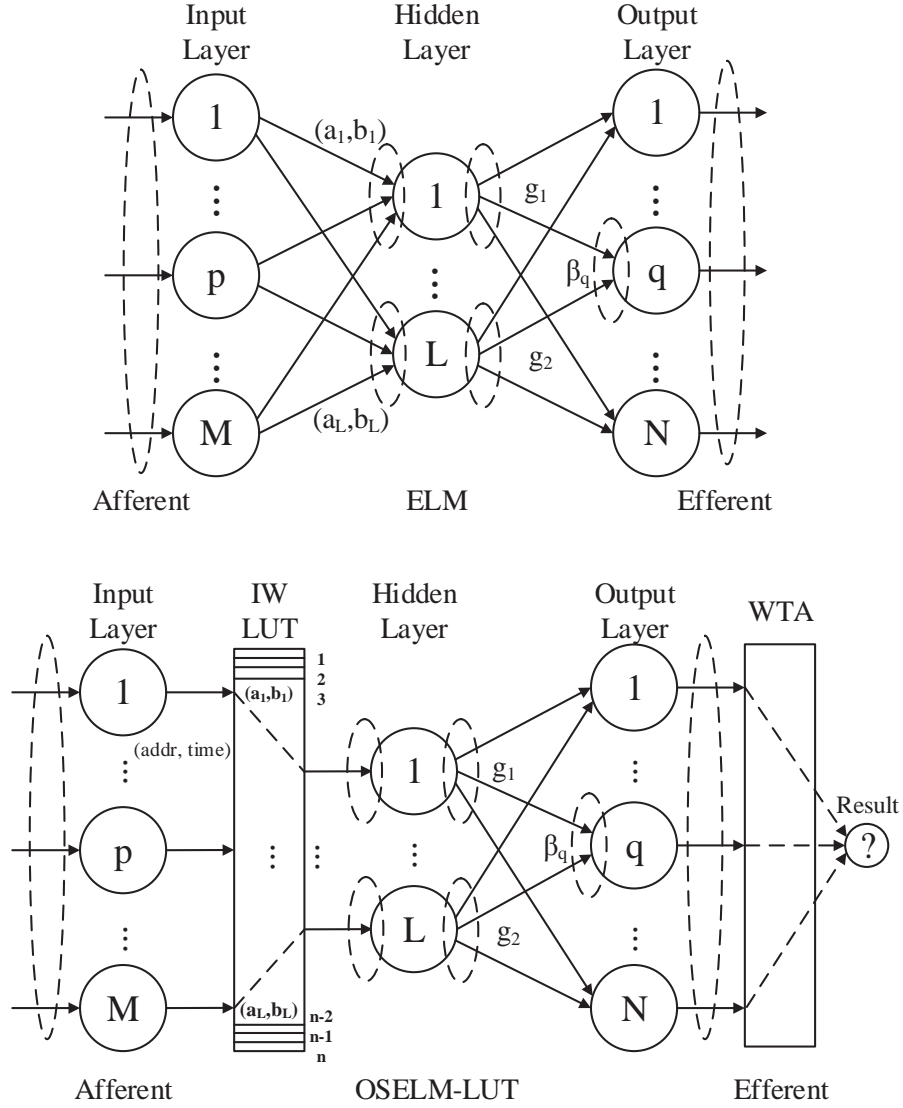 Input Layer
Hidden Layer
Output Layer
1
(a1,b1)
1
1
g1
p
βq
q
L
g2
M
(aL,bL)
N
Afferent
ELM
Efferent
Input Layer
IW LUT
Hidden Layer
Output Layer
WTA
1
2
3
1
(a1,b1)
1
(addr, time)
1
g1
Result
p
βq
q
?
L
g2
M
(aL,bL)
N
n-2
n-1
n
Afferent
OSELM-LUT
Efferent